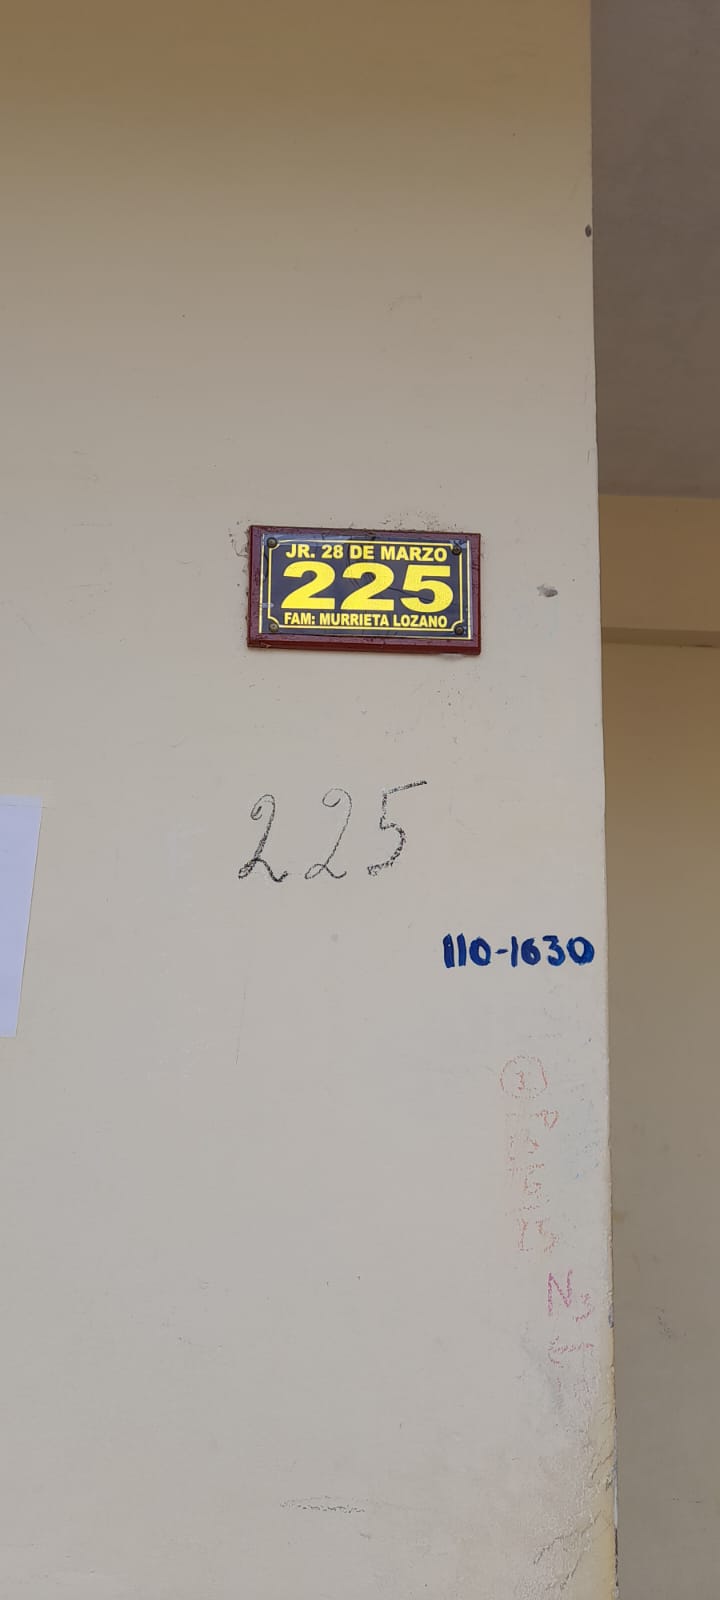 JR. 28 DE MARZO
225
FAM: MURRIETA LOZANO
225
110-1630